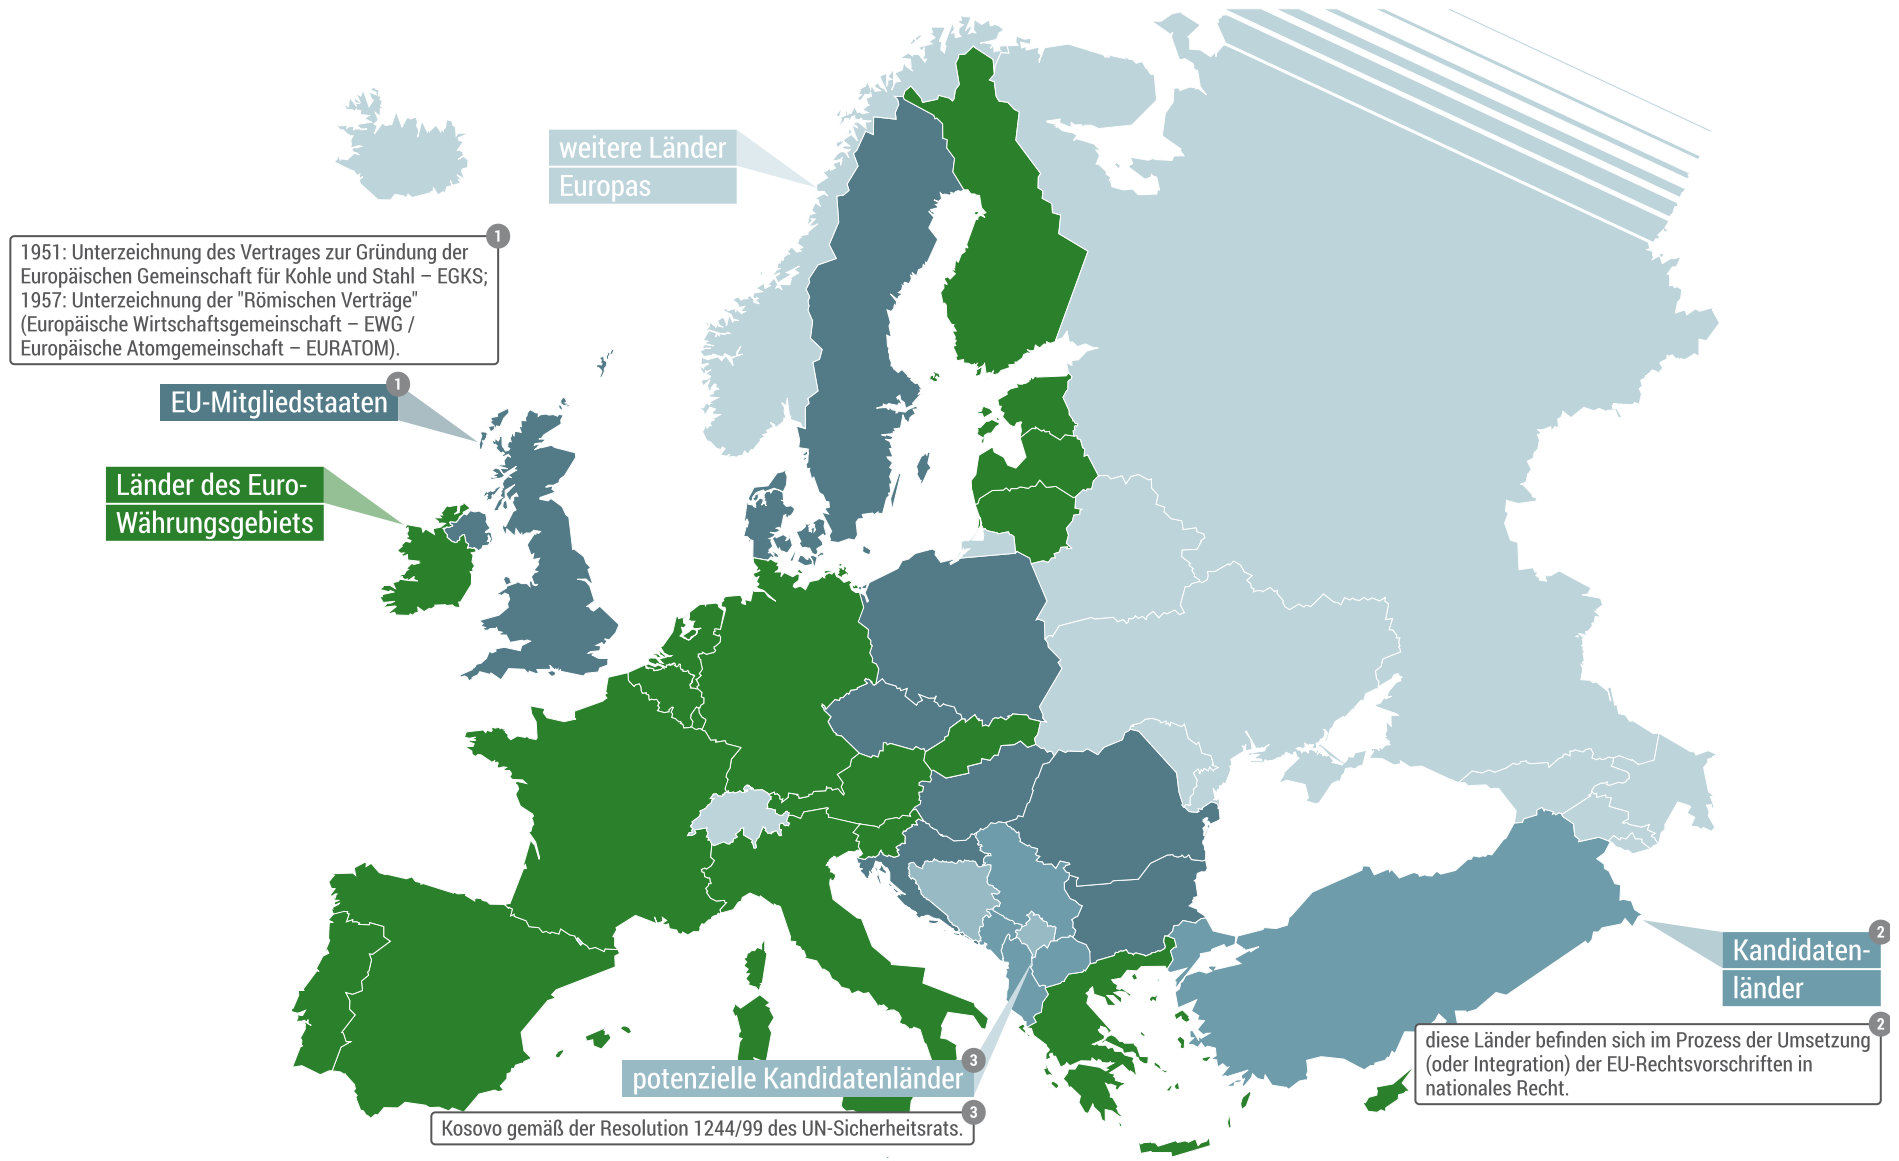 weitere Länder
Europas
1
1951: Unterzeichnung des Vertrages zur Gründung der
Europäischen Gemeinschaft für Kohle und Stahl – EGKS;
1957: Unterzeichnung der "Römischen Verträge"
(Europäische Wirtschaftsgemeinschaft – EWG /
Europäische Atomgemeinschaft – EURATOM).
1
EU-Mitgliedstaaten
Länder des Euro-
Währungsgebiets
2
Kandidaten-
länder
2
diese Länder befinden sich im Prozess der Umsetzung
(oder Integration) der EU-Rechtsvorschriften in
nationales Recht.
3
potenzielle Kandidatenländer
3
Kosovo gemäß der Resolution 1244/99 des UN-Sicherheitsrats.